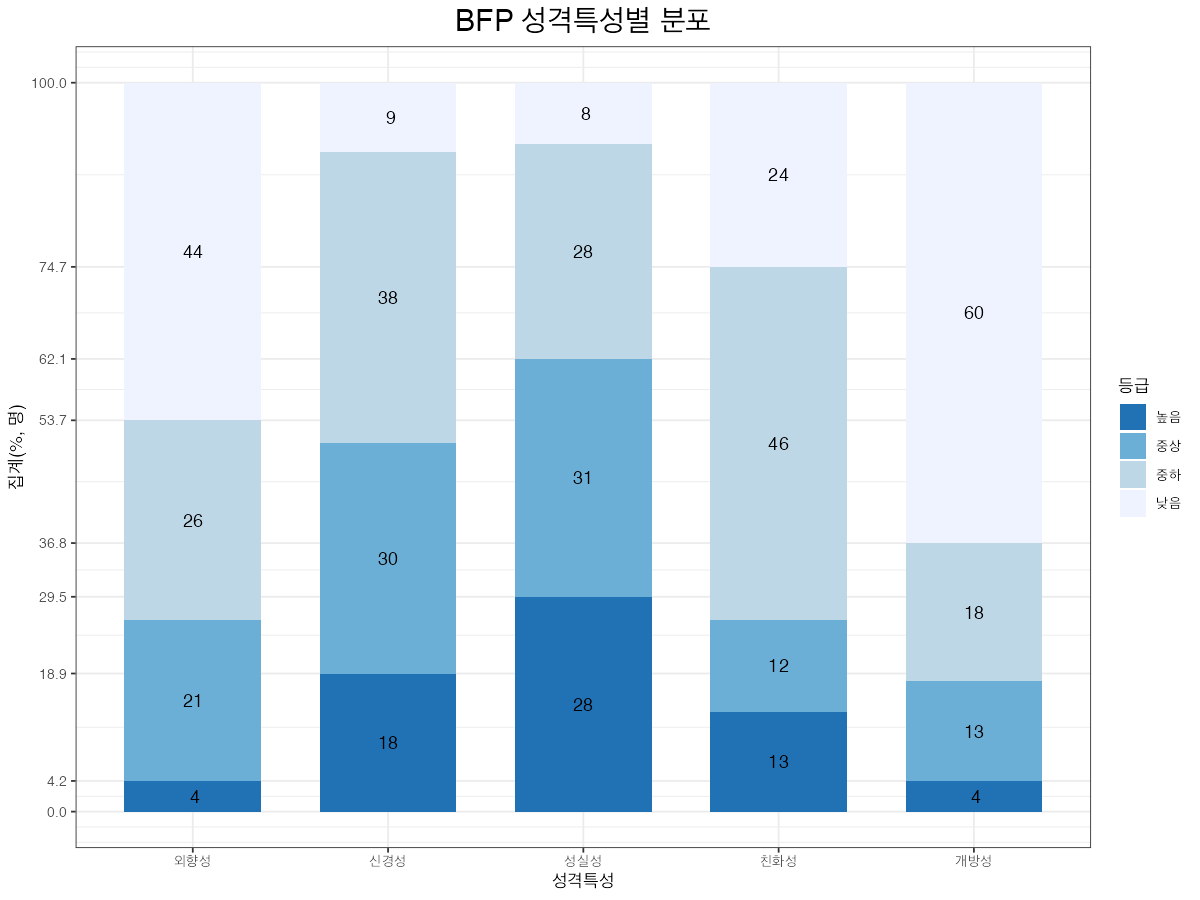 BFP 성격특성별 분포
집계(%, 명)
100.0
74.7
62.1
53.7
36.8
29.5
18.9
4.2
0.0
44
26
21
4
9
38
30
18
8
28
31
28
24
46
12
13
60
18
13
4
외향성
신경성
성실성
친화성
개방성
성격특성
등급
높음
중상
중하
낮음